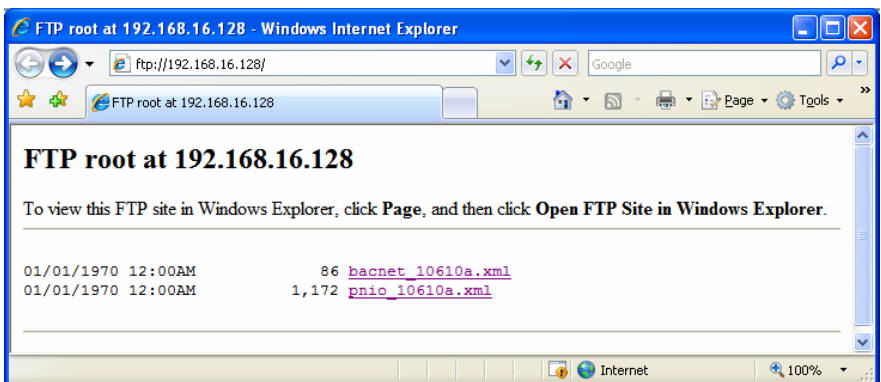 FTP root at 192.168.16.128 - Windows Internet Explorer
ftp://192.168.16.128/
Google
FTP root at 192.168.16.128
Page
Tools
FTP root at 192.168.16.128
To view this FTP site in Windows Explorer, click Page, and then click Open FTP Site in Windows Explorer.
01/01/1970 12:00AM 86 bacnet_10610a.xml
01/01/1970 12:00AM 1,172 pnio_10610a.xml
Internet
100%